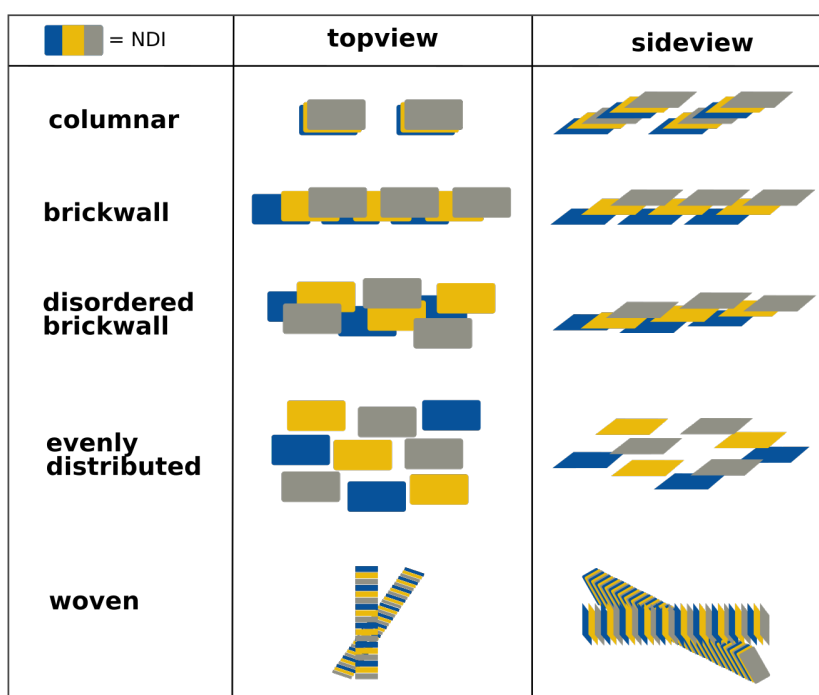 = NDI
topview
sideview
columnar
brickwall
disordered
brickwall
evenly
distributed
woven